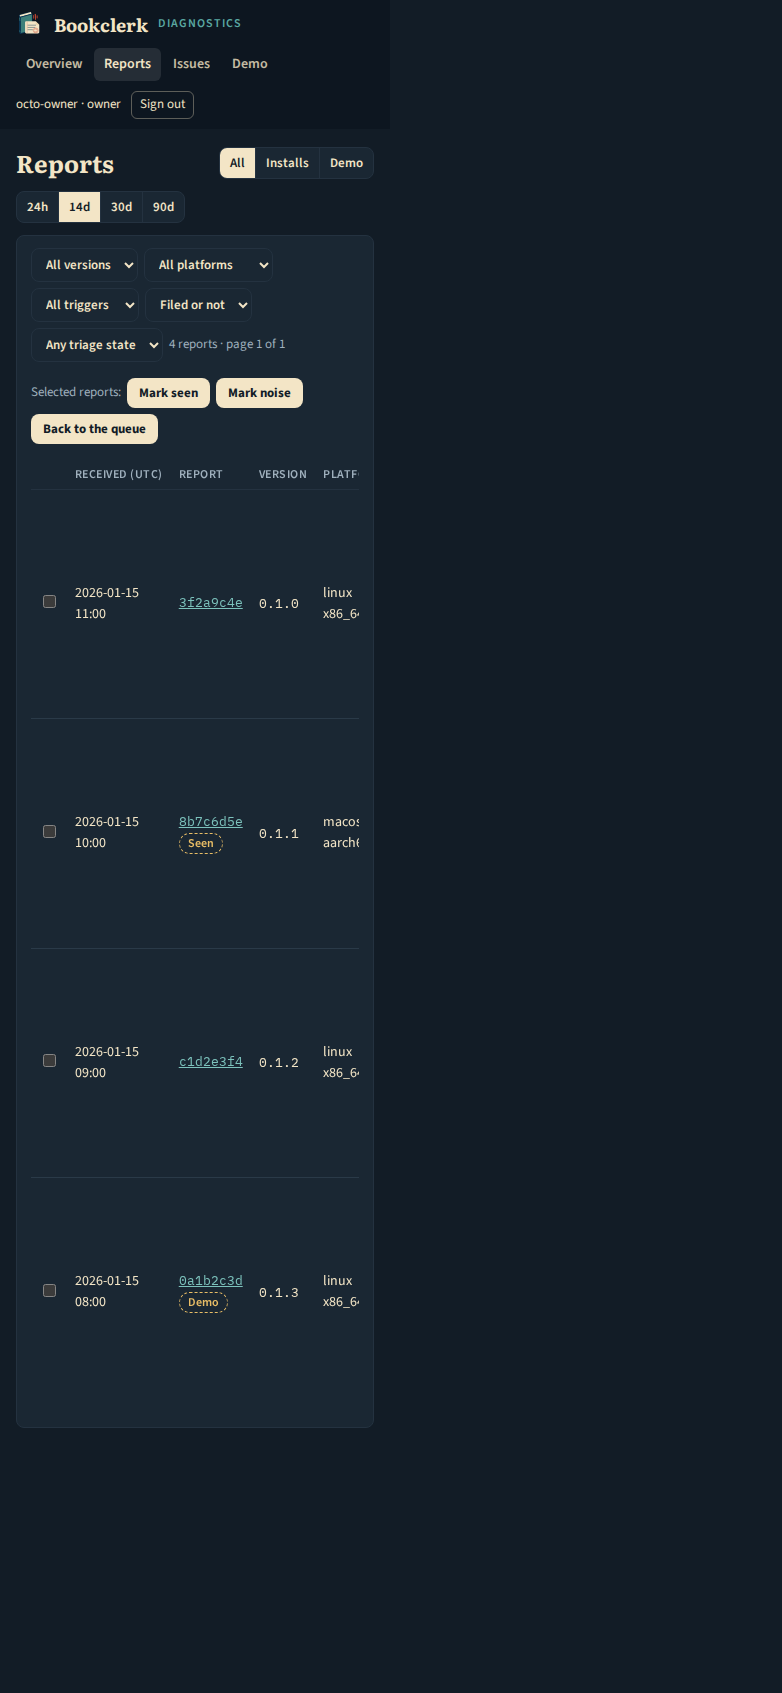 Bookclerk DIAGNOSTICS
Overview Reports Issues Demo
octo-owner · owner Sign out
Reports All Installs Demo
24h 14d 30d 90d
All versions All platforms
All triggers Filed or not
Any triage state 4 reports · page 1 of 1
Selected reports: Mark seen Mark noise
Back to the queue
RECEIVED (UTC) REPORT VERSION
2026-01-15 11:00 3f2a9c4e 0.1.0 linux
2026-01-15 10:00 8b7c6d5e Seen 0.1.1
2026-01-15 09:00 c1d2e3f4 0.1.2 linux
2026-01-15 08:00 0a1b2c3d Demo 0.1.3 linux